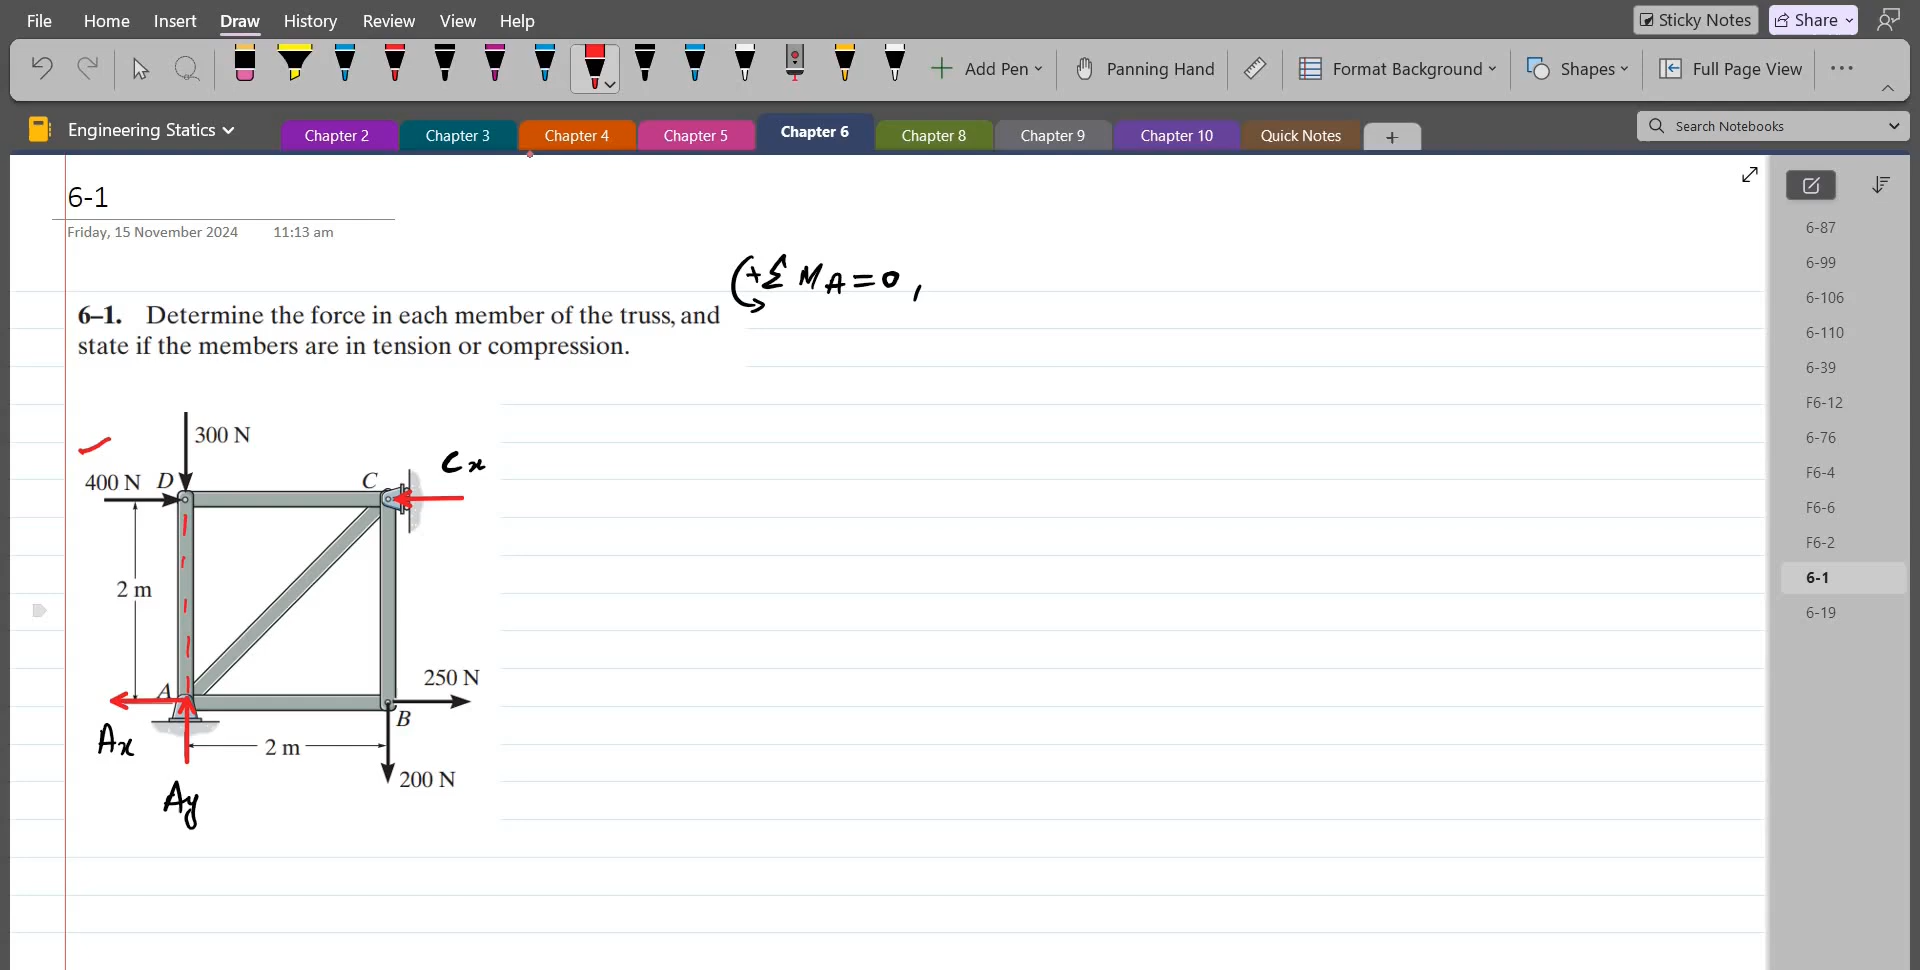 File Home Insert Draw History Review View Help Sticky Notes Share
Add Pen Panning Hand Format Background Shapes Full Page View
Engineering Statics Chapter 2 Chapter 3 Chapter 4 Chapter 5 Chapter 6 Chapter 8 Chapter 9 Chapter 10 Quick Notes + Search Notebooks
6-1
Friday, 15 November 2024 11:13 am
(+Σ M_A = 0,
6–1. Determine the force in each member of the truss, and
state if the members are in tension or compression.
300 N
Cx
400 N D C
2 m
A
250 N
B
Ax
2 m
200 N
Ay
6-87
6-99
6-106
6-110
6-39
F6-12
6-76
F6-4
F6-6
F6-2
6-1
6-19